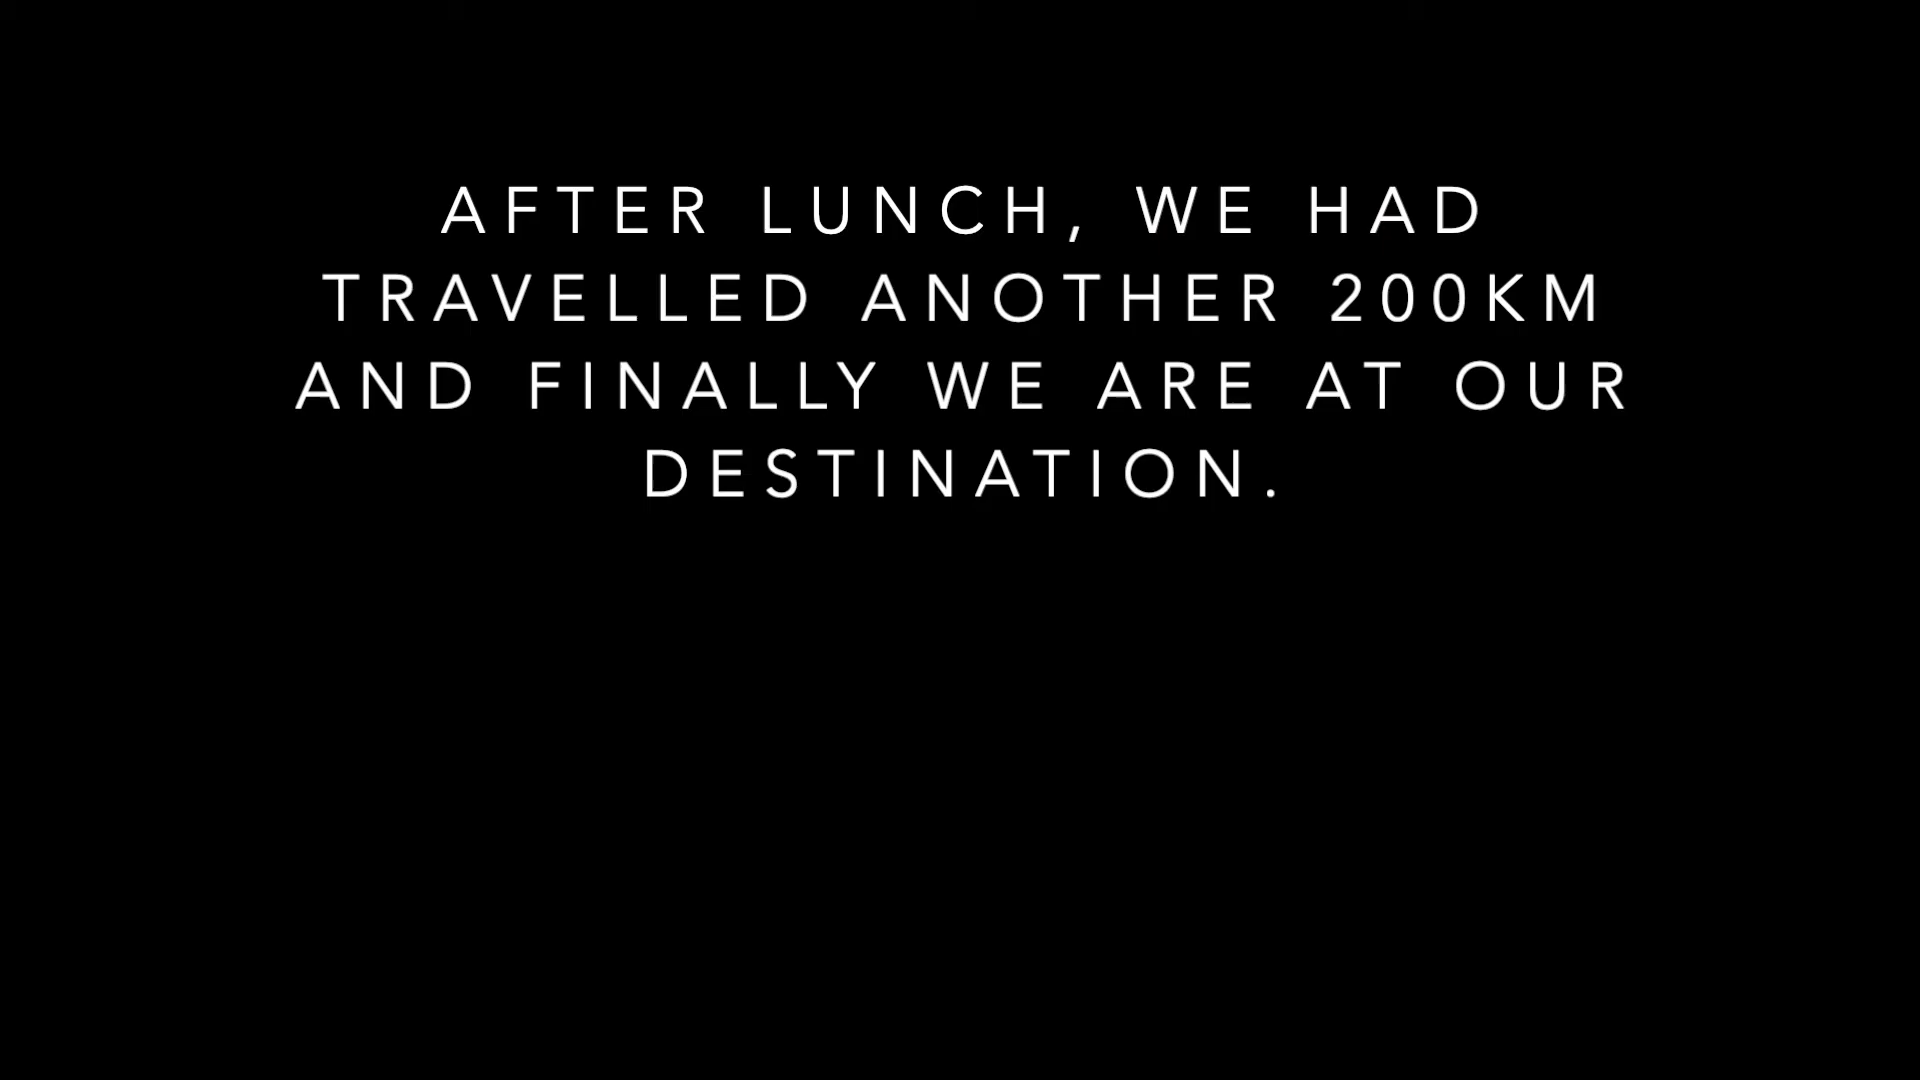 AFTER LUNCH, WE HAD
TRAVELLED ANOTHER 200KM
AND FINALLY WE ARE AT OUR
DESTINATION.